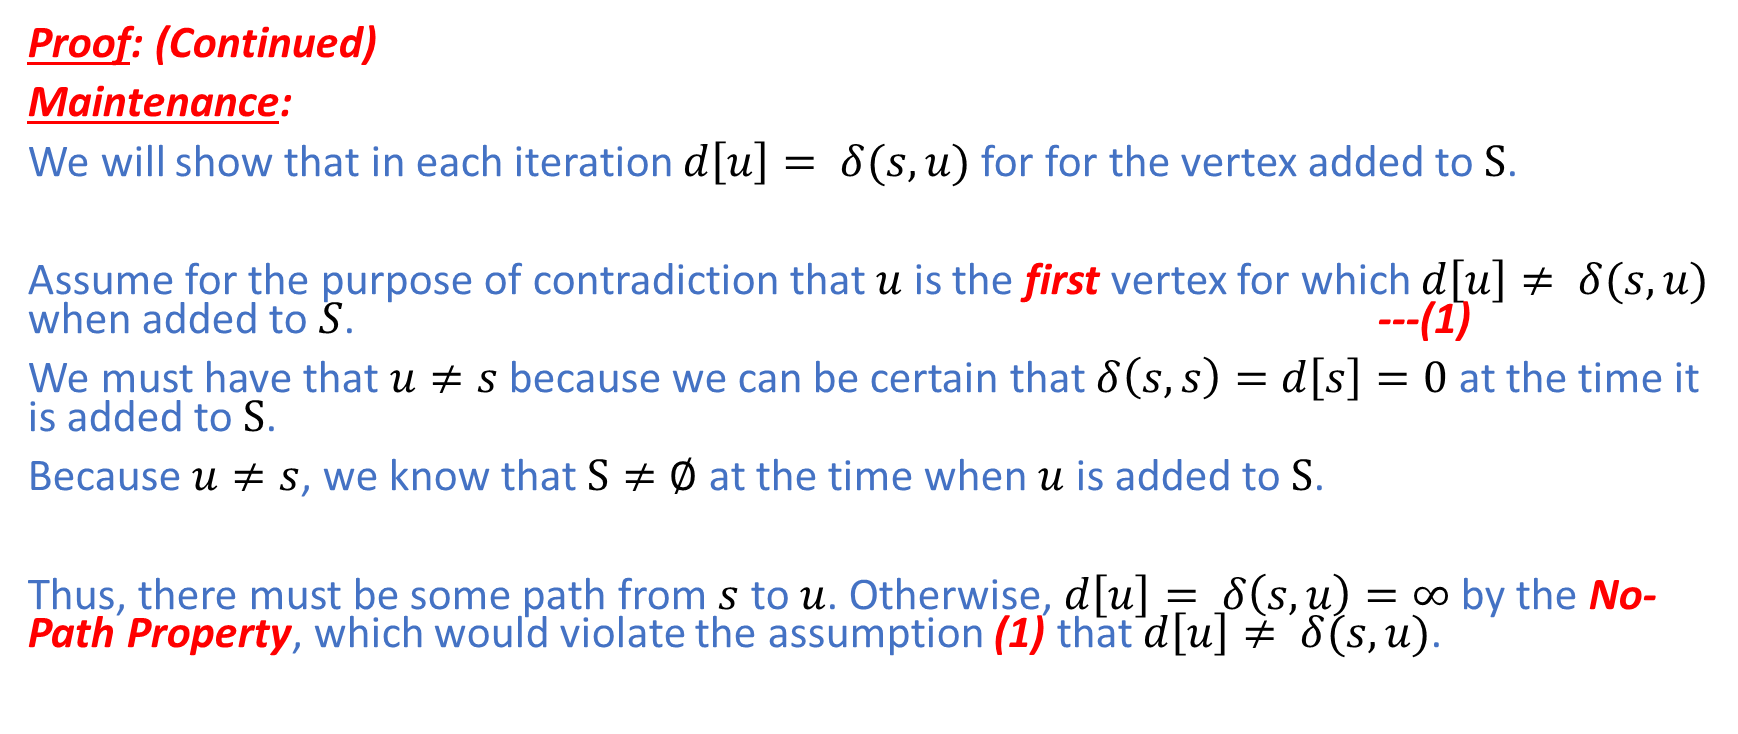 Proof: (Continued)
Maintenance:
We will show that in each iteration d[u] = δ(s, u) for for the vertex added to S.
Assume for the purpose of contradiction that u is the first vertex for which d[u] ≠ δ(s, u)
when added to S. ---(1)
We must have that u ≠ s because we can be certain that δ(s, s) = d[s] = 0 at the time it
is added to S.
Because u ≠ s, we know that S ≠ ∅ at the time when u is added to S.
Thus, there must be some path from s to u. Otherwise, d[u] = δ(s, u) = ∞ by the No-
Path Property, which would violate the assumption (1) that d[u] ≠ δ(s, u).